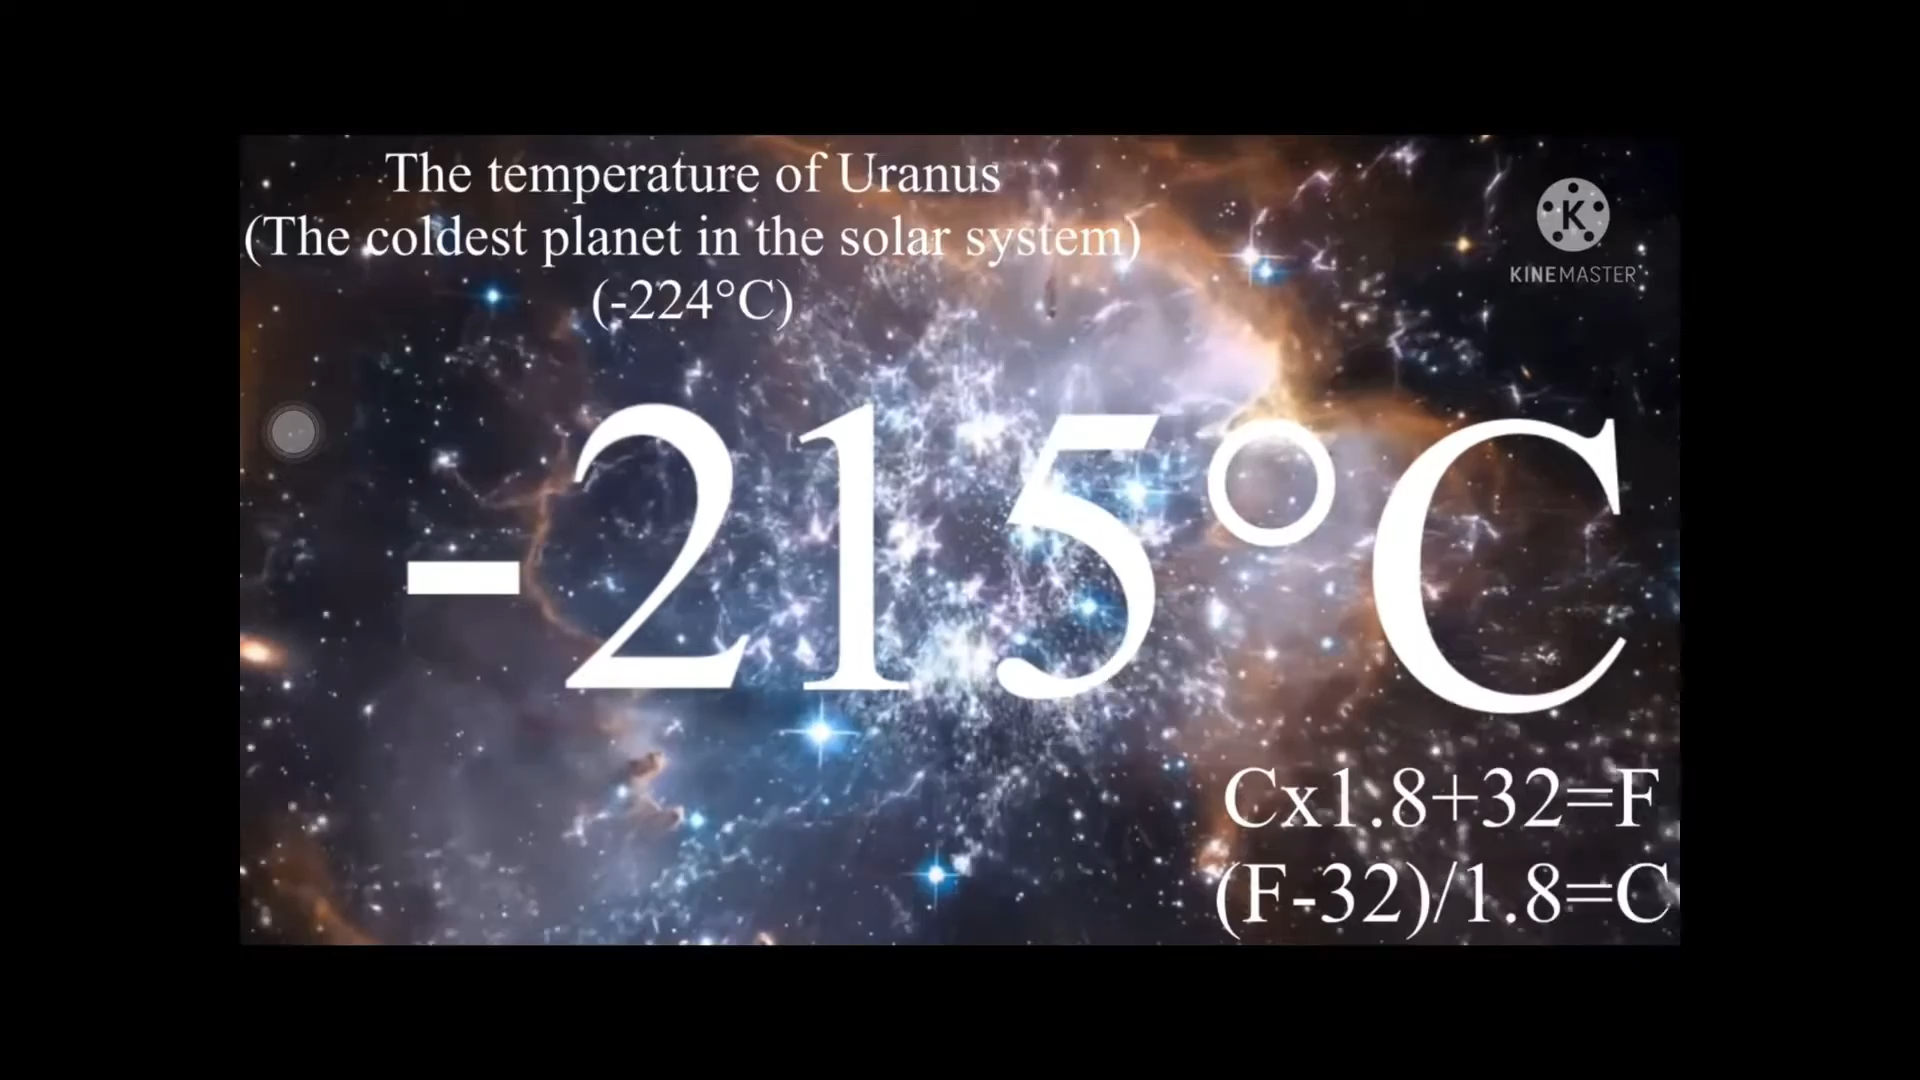 The temperature of Uranus
(The coldest planet in the solar system)
(-224°C)
K
KINEMASTER
-215°C
Cx1.8+32=F
(F-32)/1.8=C